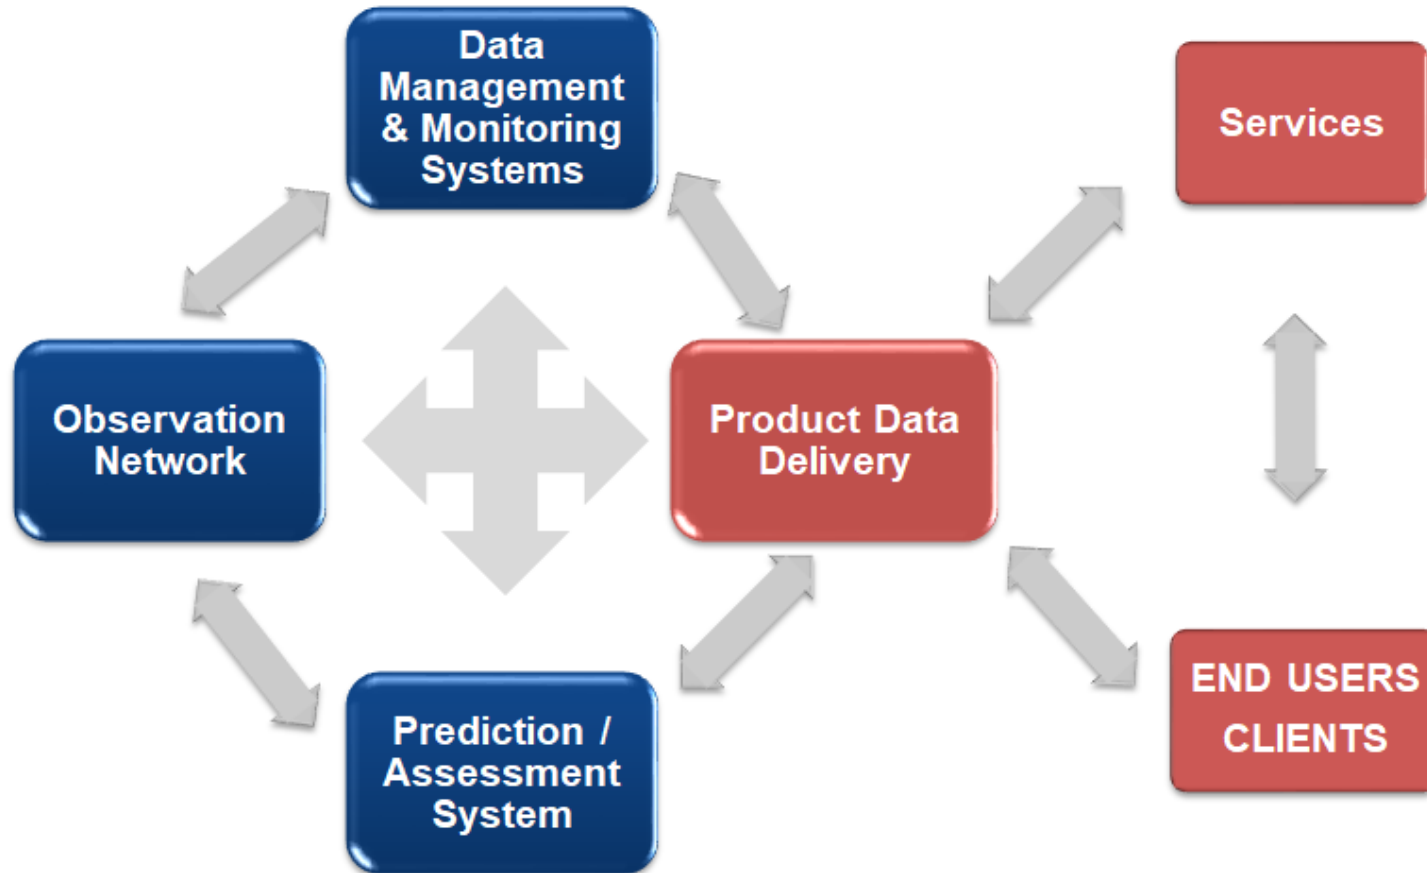 Data
Management
& Monitoring
Systems
Services
Observation
Network
Product Data
Delivery
Prediction /
Assessment
System
END USERS
CLIENTS